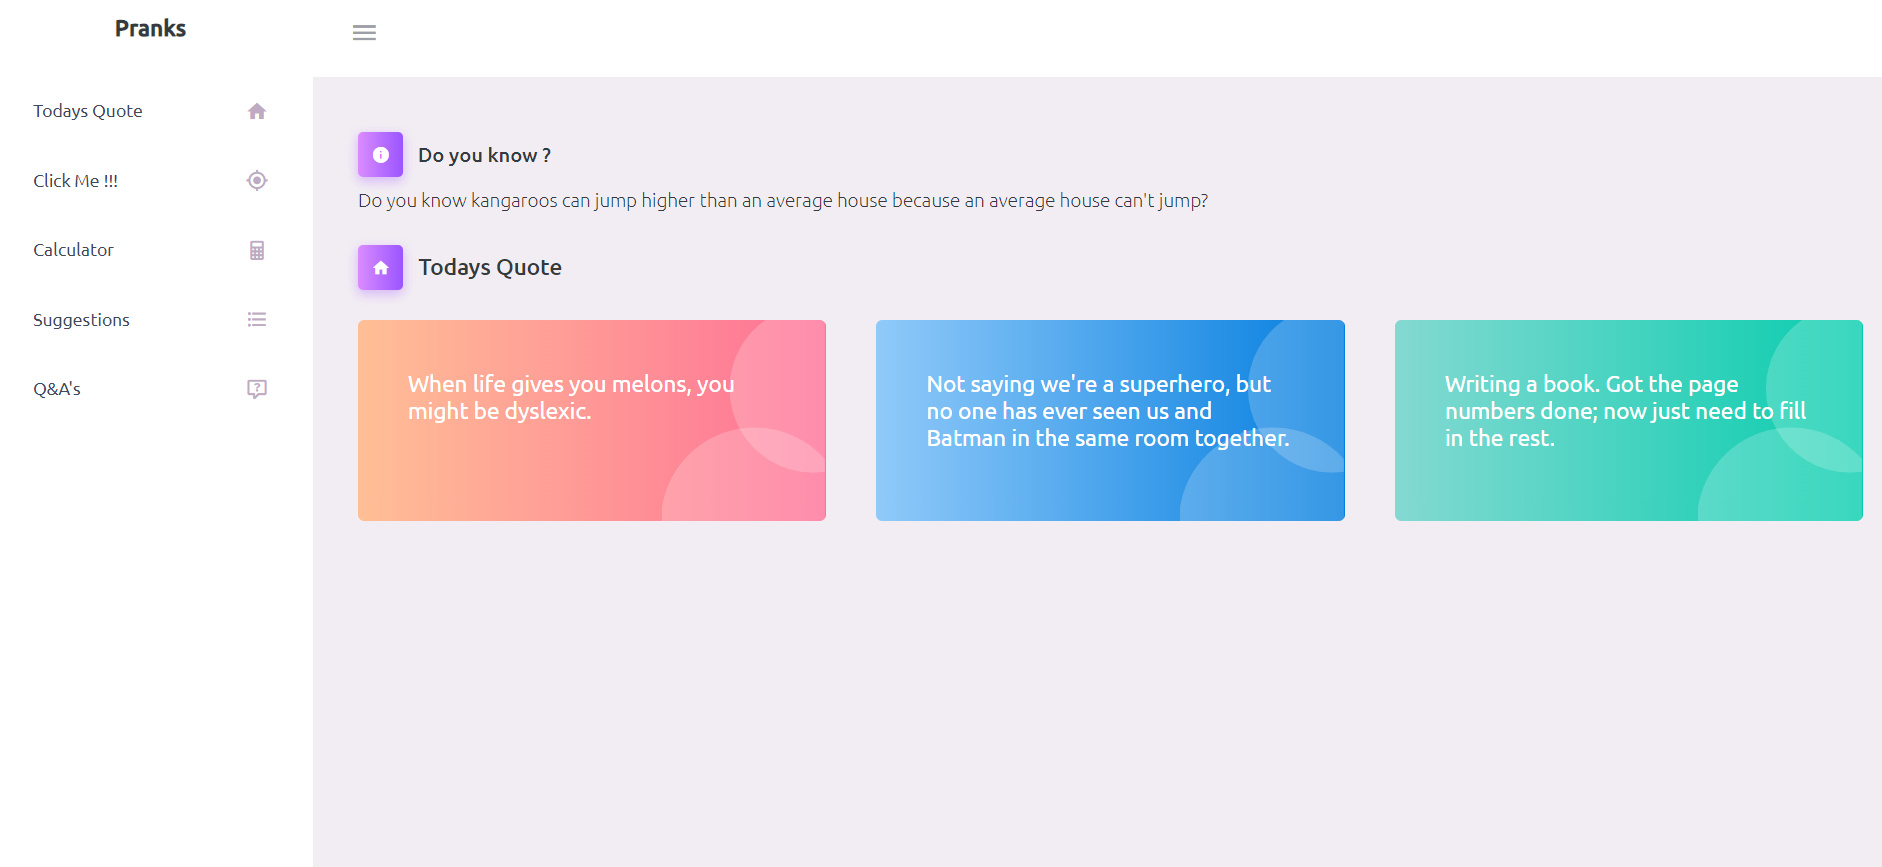 Pranks
Todays Quote
Click Me !!!
Calculator
Suggestions
Q&A's
Do you know ?
Do you know kangaroos can jump higher than an average house because an average house can't jump?
Todays Quote
When life gives you melons, you
might be dyslexic.
Not saying we're a superhero, but
no one has ever seen us and
Batman in the same room together.
Writing a book. Got the page
numbers done; now just need to fill
in the rest.